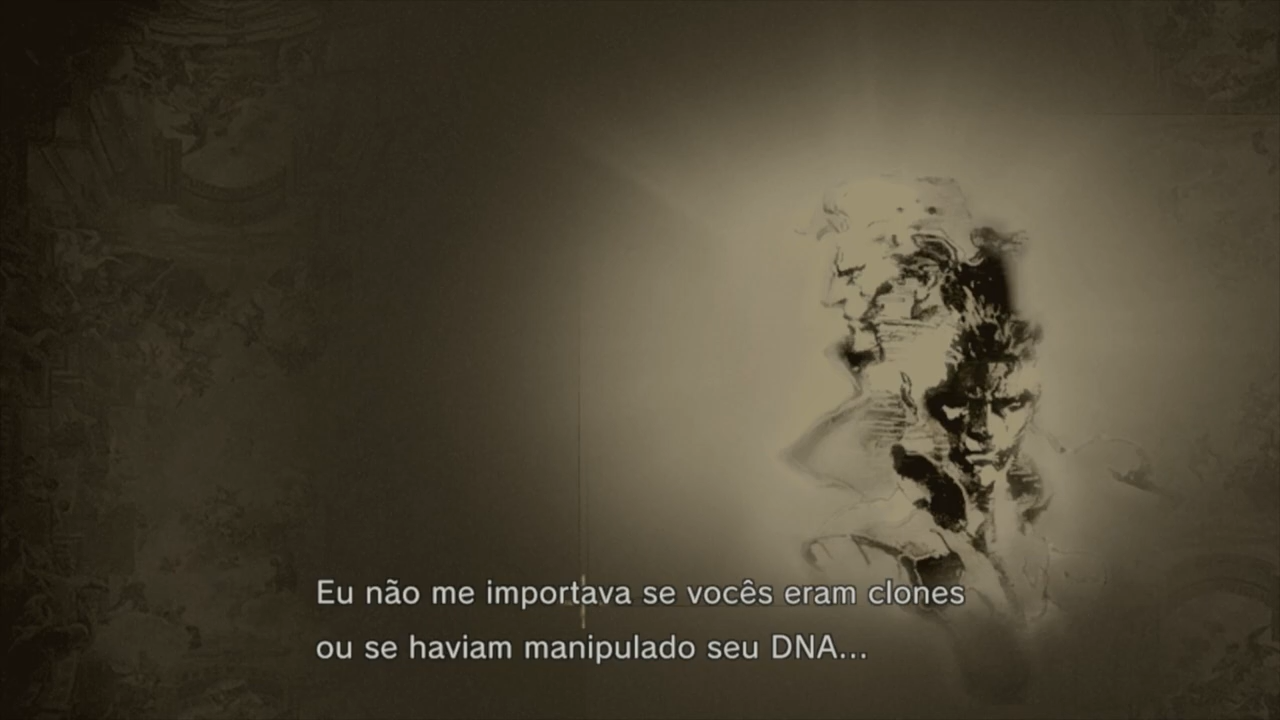 Eu não me importava se vocês eram clones
ou se haviam manipulado seu DNA...